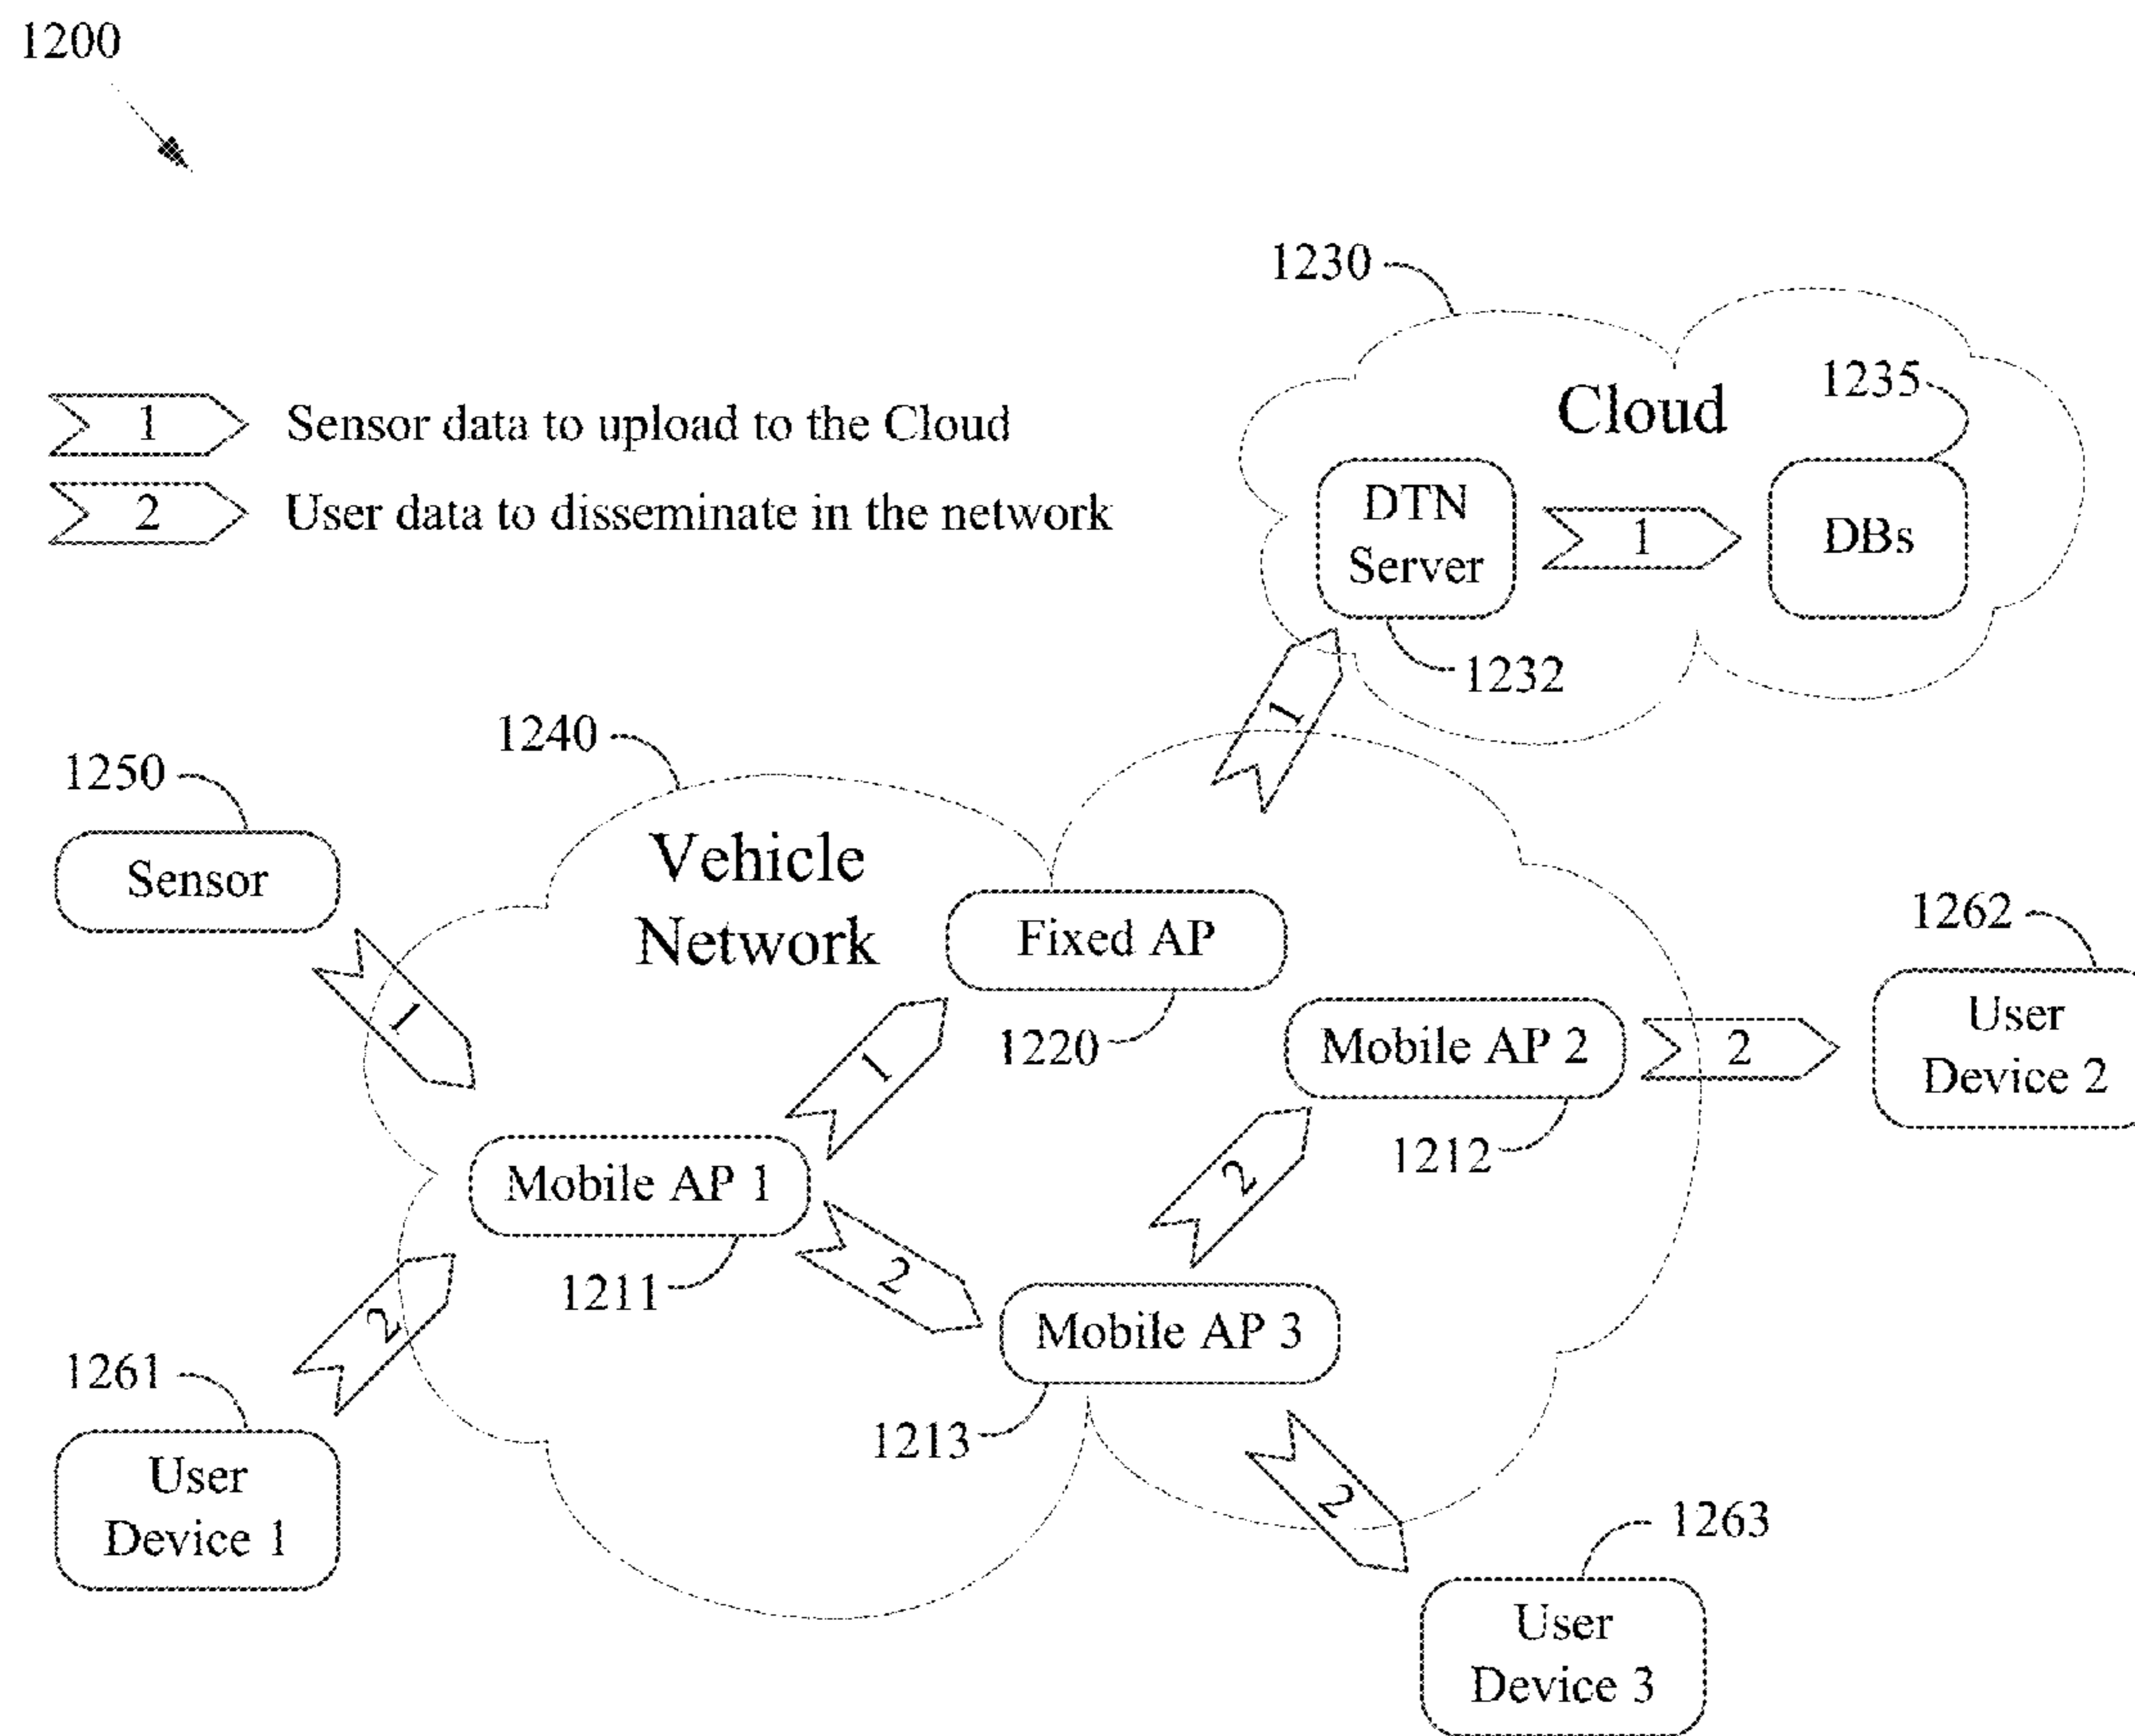 1200
1230
1235
Cloud
1 Sensor data to upload to the Cloud
2 User data to disseminate in the network
DTN
Server
1
DBs
1232
1
1240
1250
Vehicle
Network
Sensor
Fixed AP
1262
1
1
1220
Mobile AP 2
2
User
Device 2
Mobile AP 1
1212
2
1211
2
Mobile AP 3
2
1261
1213
User
Device 1
2
1263
User
Device 3